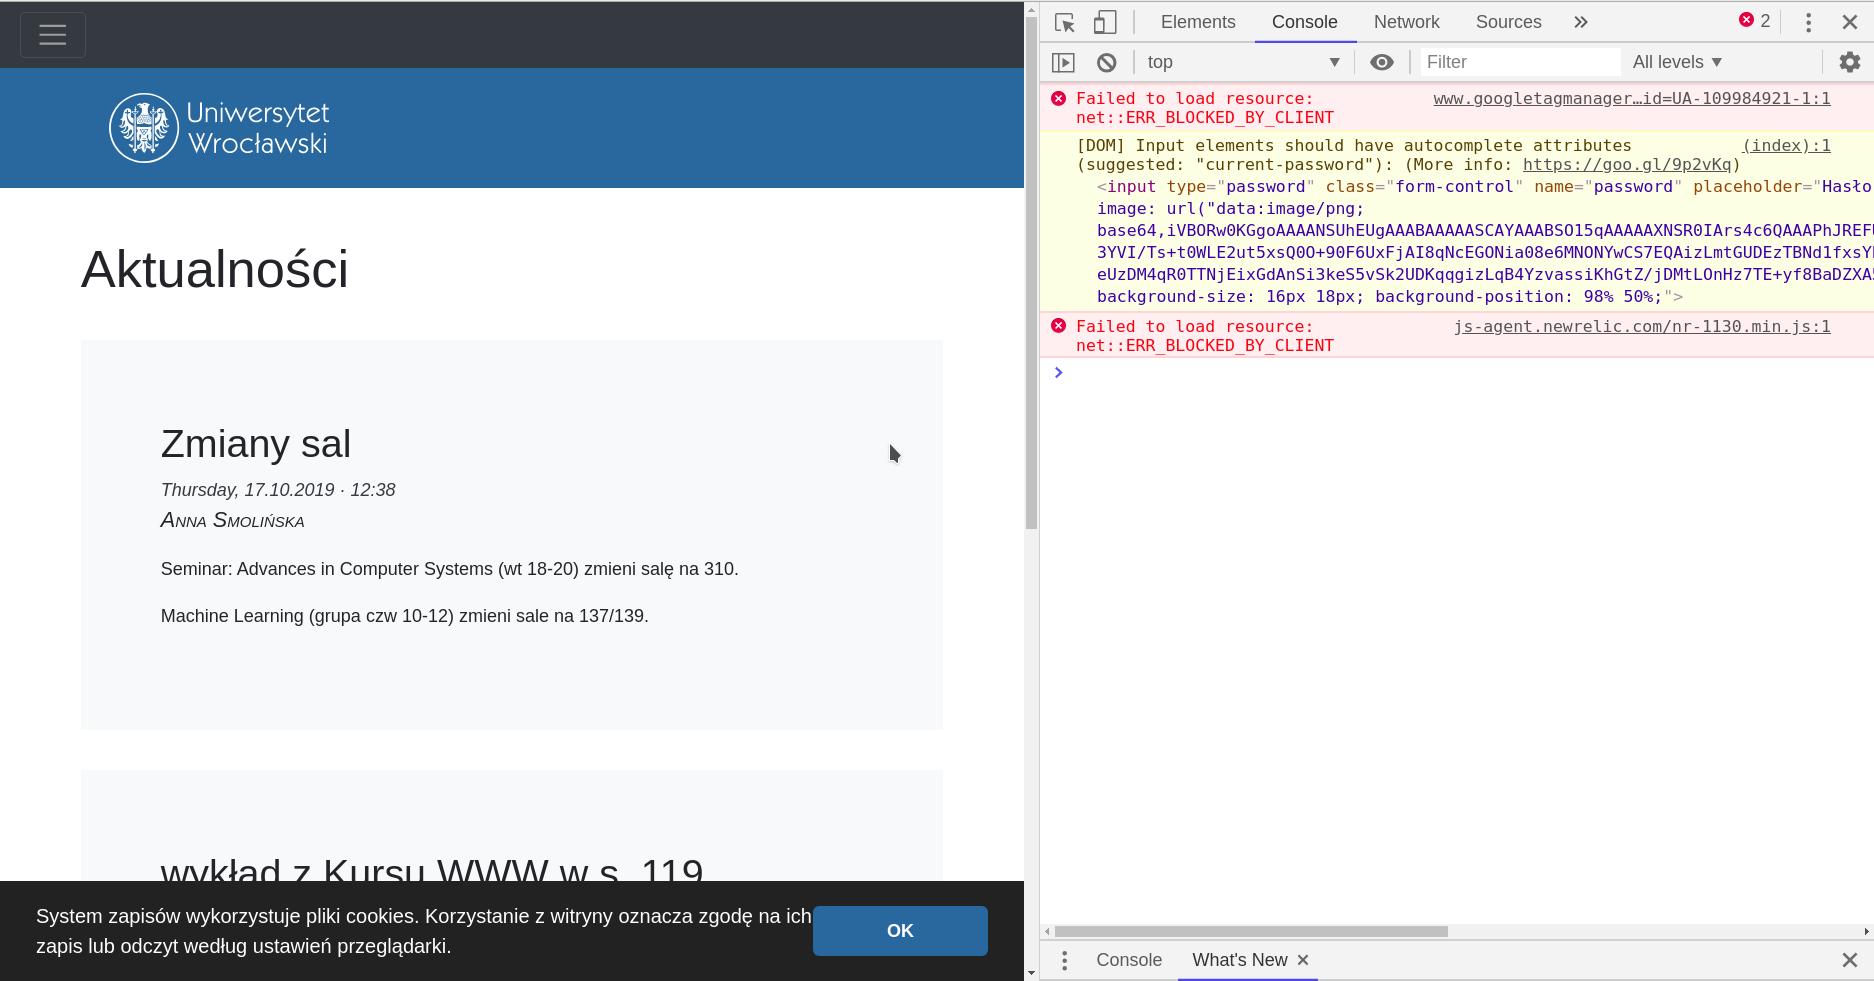 Uniwersytet
Wrocławski
Aktualności
Zmiany sal
Thursday, 17.10.2019 · 12:38
Anna Smolińska
Seminar: Advances in Computer Systems (wt 18-20) zmieni salę na 310.
Machine Learning (grupa czw 10-12) zmieni sale na 137/139.
wykład z Kursu WWW w s. 119
System zapisów wykorzystuje pliki cookies. Korzystanie z witryny oznacza zgodę na ich
zapis lub odczyt według ustawień przeglądarki.
OK
Elements Console Network Sources 2
top Filter All levels
Failed to load resource: www.googletagmanager…id=UA-109984921-1:1
net::ERR_BLOCKED_BY_CLIENT
[DOM] Input elements should have autocomplete attributes (index):1
(suggested: "current-password"): (More info: https://goo.gl/9p2vKq)
<input type="password" class="form-control" name="password" placeholder="Hasło
image: url("data:image/png;
base64,iVBORw0KGgoAAAANSUhEUgAAABAAAAASCAYAAABSO15qAAAAAXNSR0IArs4c6QAAAPhJREFU
3YVI/Ts+t0WLE2ut5xsQ0O+90F6UxFjAI8qNcEGONia08e6MNONYwCS7EQAizLmtGUDEzTBNd1fxsY
eUzDM4qR0TTNjEixGdAnSi3keS5vSk2UDKqqgizLqB4YzvassiKhGtZ/jDMtLOnHz7TE+yf8BaDZXA
background-size: 16px 18px; background-position: 98% 50%;">
Failed to load resource: js-agent.newrelic.com/nr-1130.min.js:1
net::ERR_BLOCKED_BY_CLIENT
Console What's New